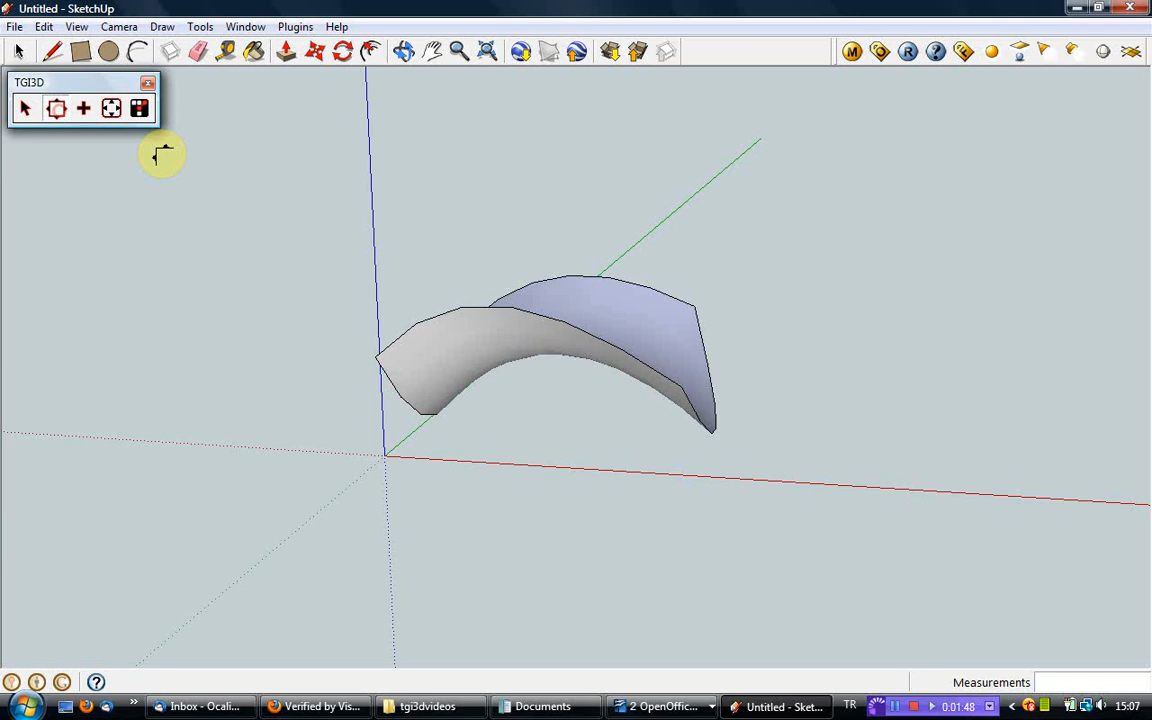 Untitled - SketchUp
File Edit View Camera Draw Tools Window Plugins Help
TGI3D
Measurements
Inbox - Ocali... Verified by Vis... tgi3dvideos Documents 2 OpenOffic... Untitled - Sket... TR 0:01:48 15:07